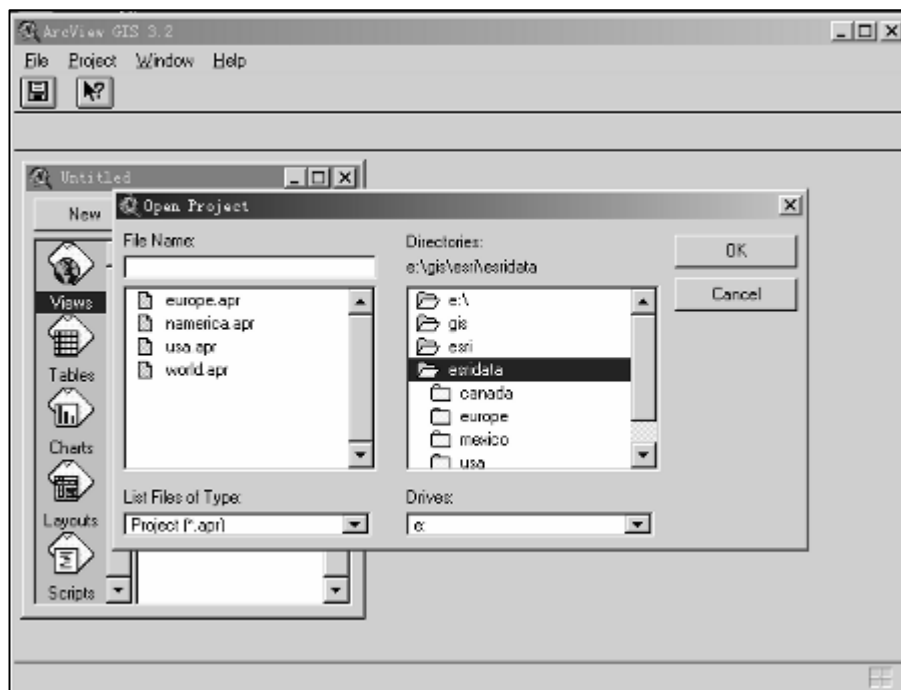 ArcView GIS 3.2
File Project Window Help
Untitled
New
Open Project
File Name:
Directories:
e:\gis\esri\esridata
OK
Cancel
europe.apr
namerica.apr
usa.apr
world.apr
e:\
gis
esri
esridata
canada
europe
mexico
usa
Views
Tables
Charts
Layouts
Scripts
List Files of Type:
Project (*.apr)
Drives:
e: